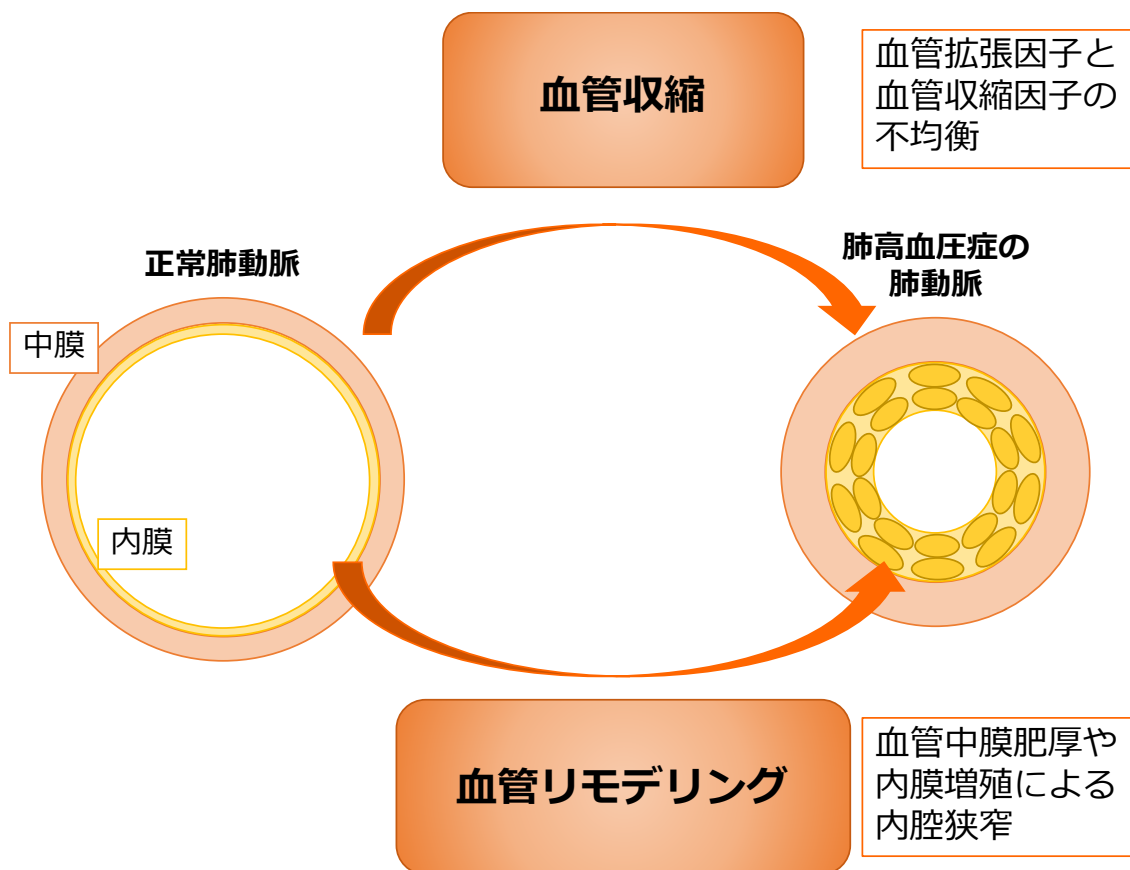 血管収縮
血管拡張因子と
血管収縮因子の
不均衡
正常肺動脈
肺高血圧症の
肺動脈
中膜
内膜
血管リモデリング
血管中膜肥厚や
内膜増殖による
内腔狭窄